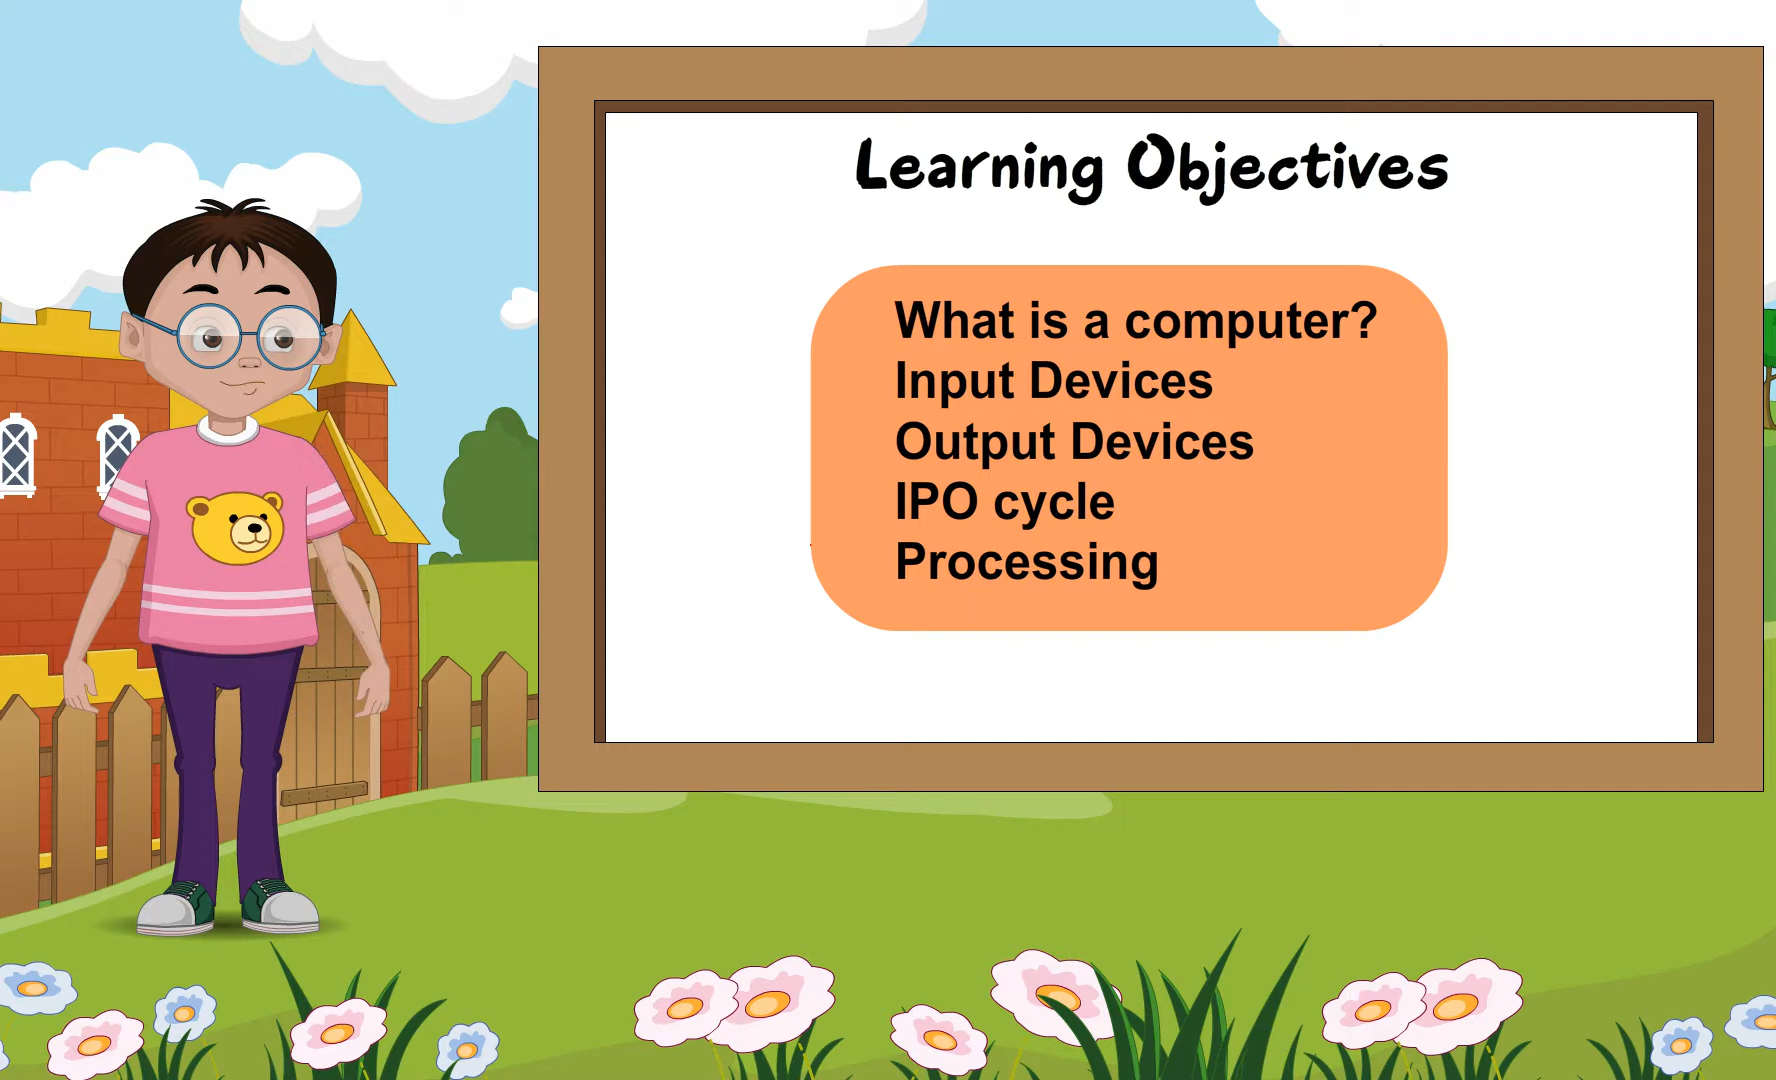 Learning Objectives
What is a computer?
Input Devices
Output Devices
IPO cycle
Processing